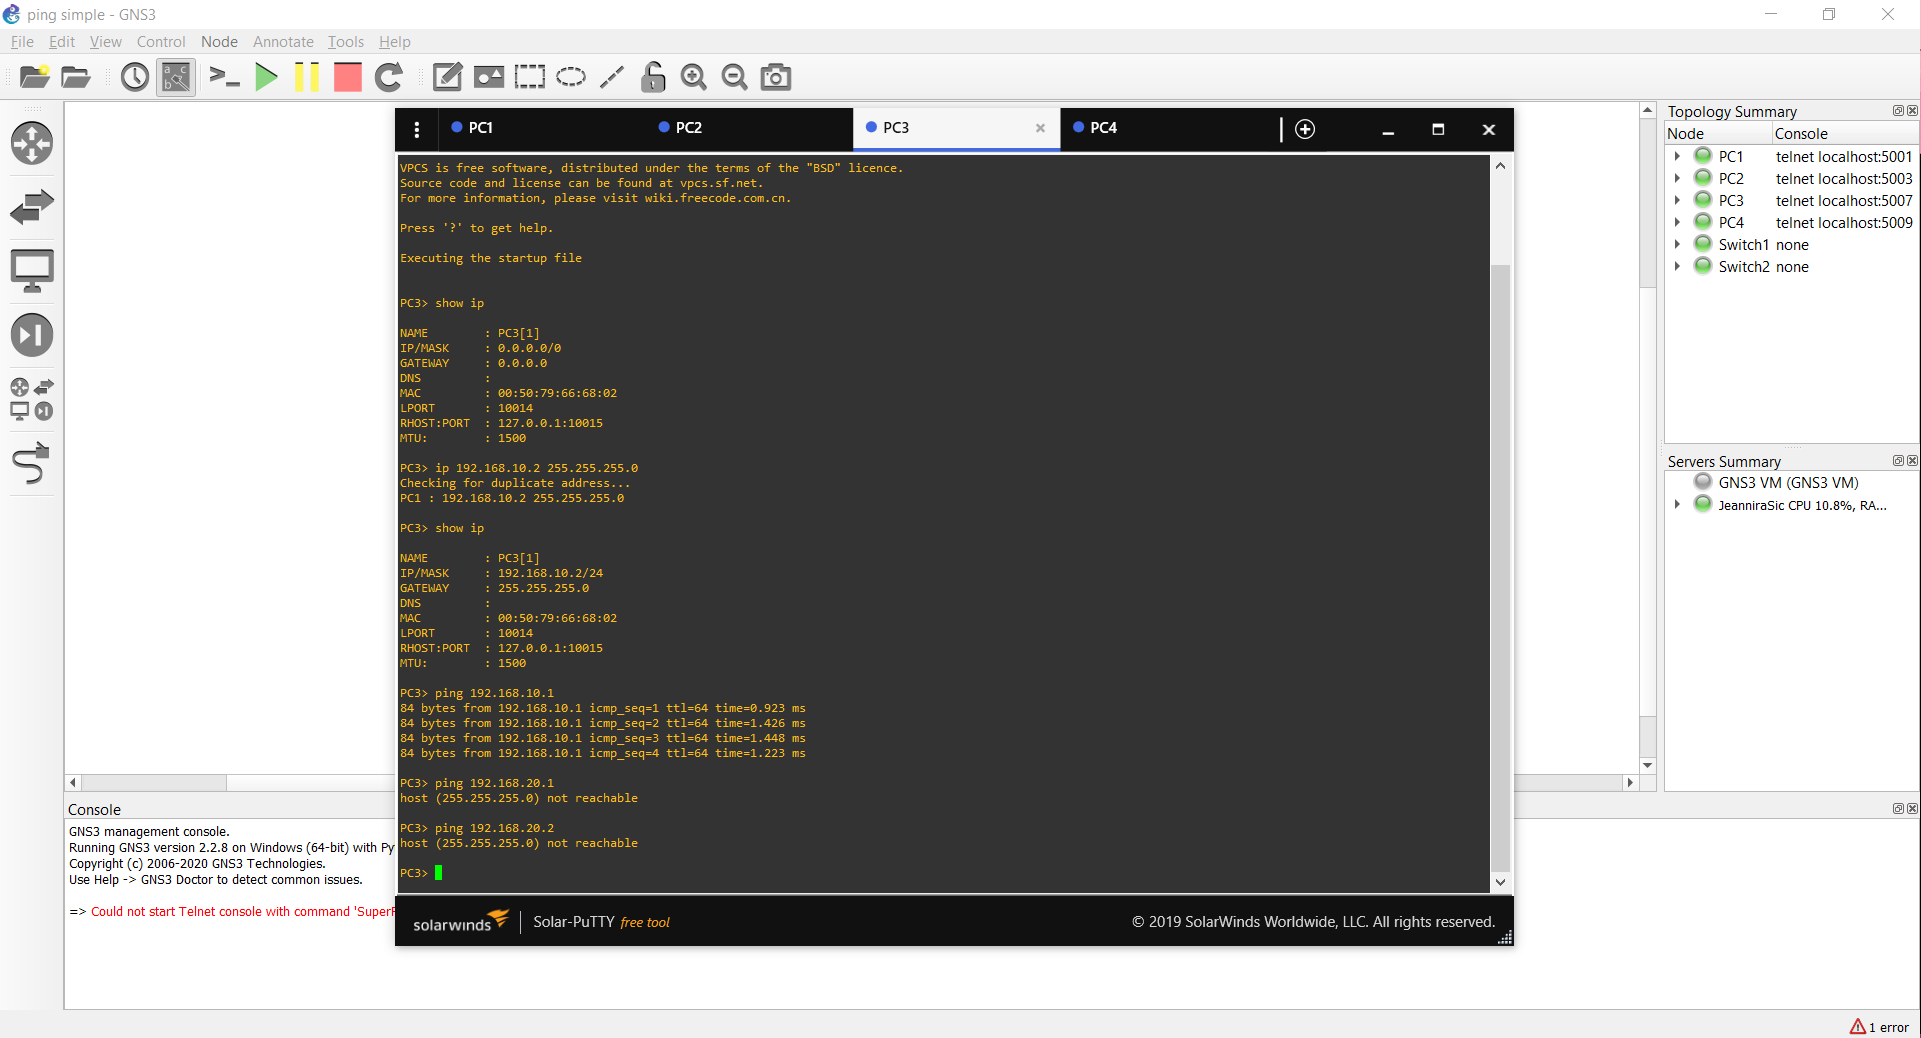 ping simple - GNS3
File Edit View Control Node Annotate Tools Help
PC1 PC2 PC3 PC4
VPCS is free software, distributed under the terms of the "BSD" licence.
Source code and license can be found at vpcs.sf.net.
For more information, please visit wiki.freecode.com.cn.
Press '?' to get help.
Executing the startup file
PC3> show ip
NAME : PC3[1]
IP/MASK : 0.0.0.0/0
GATEWAY : 0.0.0.0
DNS :
MAC : 00:50:79:66:68:02
LPORT : 10014
RHOST:PORT : 127.0.0.1:10015
MTU: : 1500
PC3> ip 192.168.10.2 255.255.255.0
Checking for duplicate address...
PC1 : 192.168.10.2 255.255.255.0
PC3> show ip
NAME : PC3[1]
IP/MASK : 192.168.10.2/24
GATEWAY : 255.255.255.0
DNS :
MAC : 00:50:79:66:68:02
LPORT : 10014
RHOST:PORT : 127.0.0.1:10015
MTU: : 1500
PC3> ping 192.168.10.1
84 bytes from 192.168.10.1 icmp_seq=1 ttl=64 time=0.923 ms
84 bytes from 192.168.10.1 icmp_seq=2 ttl=64 time=1.426 ms
84 bytes from 192.168.10.1 icmp_seq=3 ttl=64 time=1.448 ms
84 bytes from 192.168.10.1 icmp_seq=4 ttl=64 time=1.223 ms
PC3> ping 192.168.20.1
host (255.255.255.0) not reachable
PC3> ping 192.168.20.2
host (255.255.255.0) not reachable
PC3>
solarwinds Solar-PuTTY free tool © 2019 SolarWinds Worldwide, LLC. All rights reserved.
Topology Summary
Node Console
PC1 telnet localhost:5001
PC2 telnet localhost:5003
PC3 telnet localhost:5007
PC4 telnet localhost:5009
Switch1 none
Switch2 none
Servers Summary
GNS3 VM (GNS3 VM)
JeanniraSic CPU 10.8%, RA...
Console
GNS3 management console.
Running GNS3 version 2.2.8 on Windows (64-bit) with Py
Copyright (c) 2006-2020 GNS3 Technologies.
Use Help -> GNS3 Doctor to detect common issues.
=> Could not start Telnet console with command 'SuperP
1 error